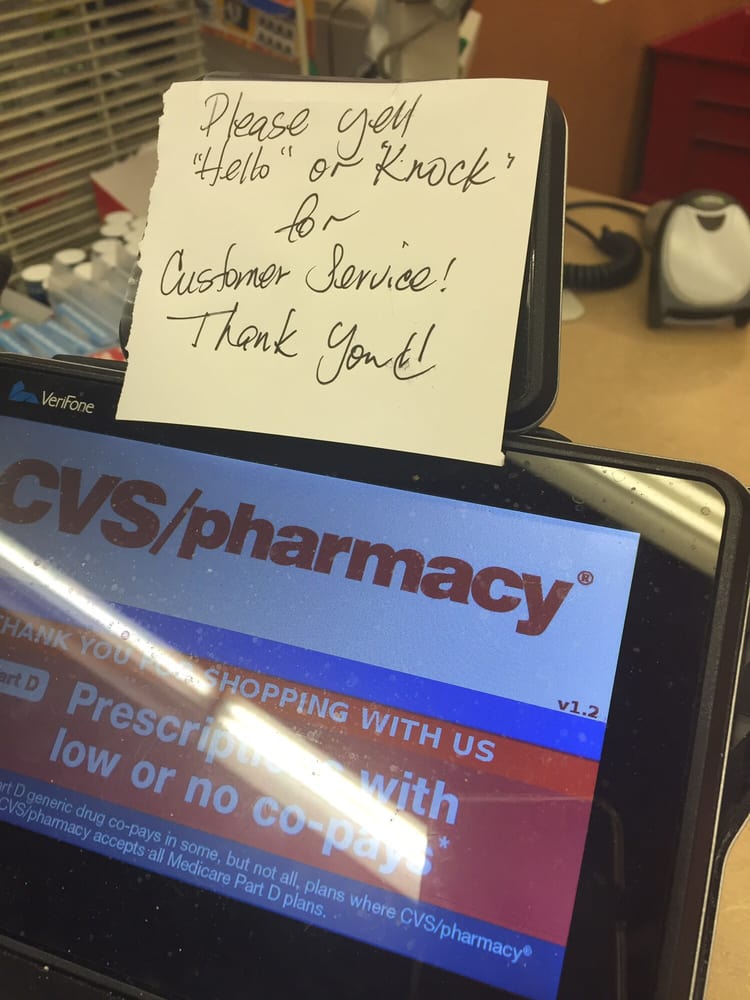 Please yell
"Hello" or "Knock"
for
Customer Service!
Thank You!!
VeriFone
CVS/pharmacy®
v1.2
THANK YOU FOR SHOPPING WITH US
Part D
Prescriptions with
low or no co-pays*
Part D generic drug co-pays in some, but not all, plans where CVS/pharmacy®
CVS/pharmacy accepts all Medicare Part D plans.